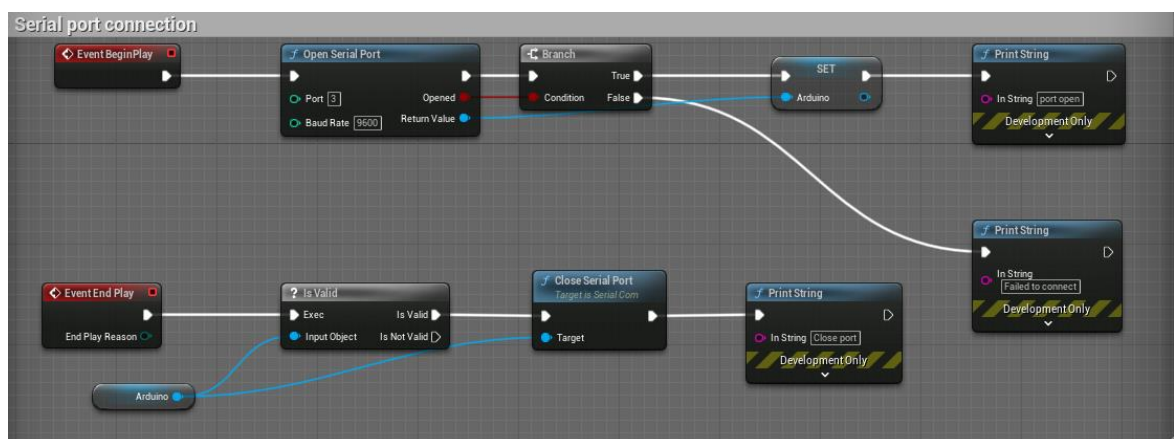 Serial port connection
Event BeginPlay
Open Serial Port
Port 3
Opened
Baud Rate 9600
Return Value
Branch
True
Condition
False
SET
Arduino
Print String
In String port open
Development Only
Print String
In String
Failed to connect
Development Only
Event End Play
End Play Reason
Arduino
? Is Valid
Exec
Is Valid
Input Object
Is Not Valid
Close Serial Port
Target is Serial Com
Target
Print String
In String Close port
Development Only